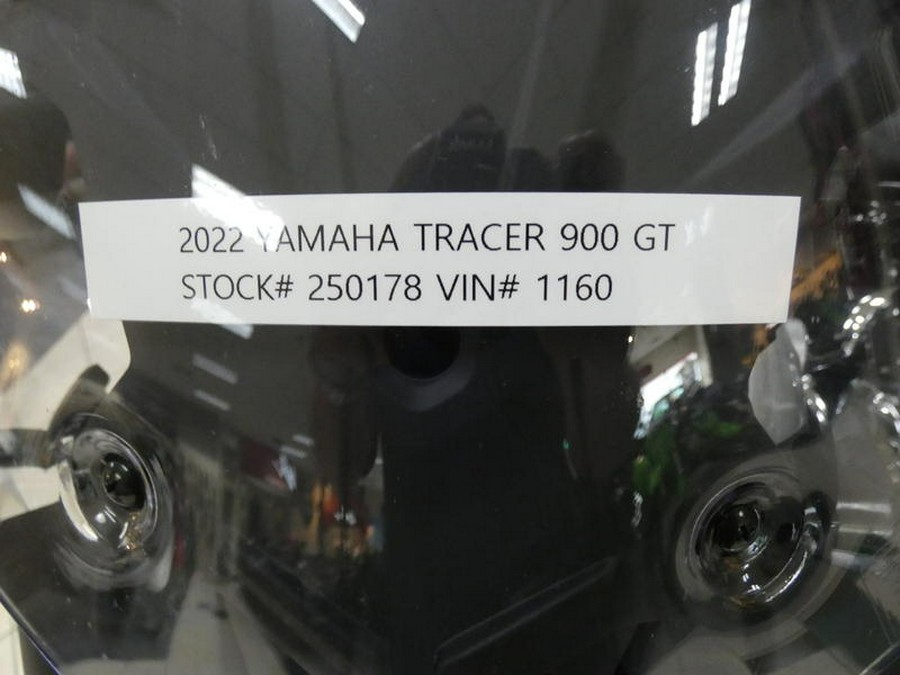 2022 YAMAHA TRACER 900 GT
STOCK# 250178 VIN# 1160